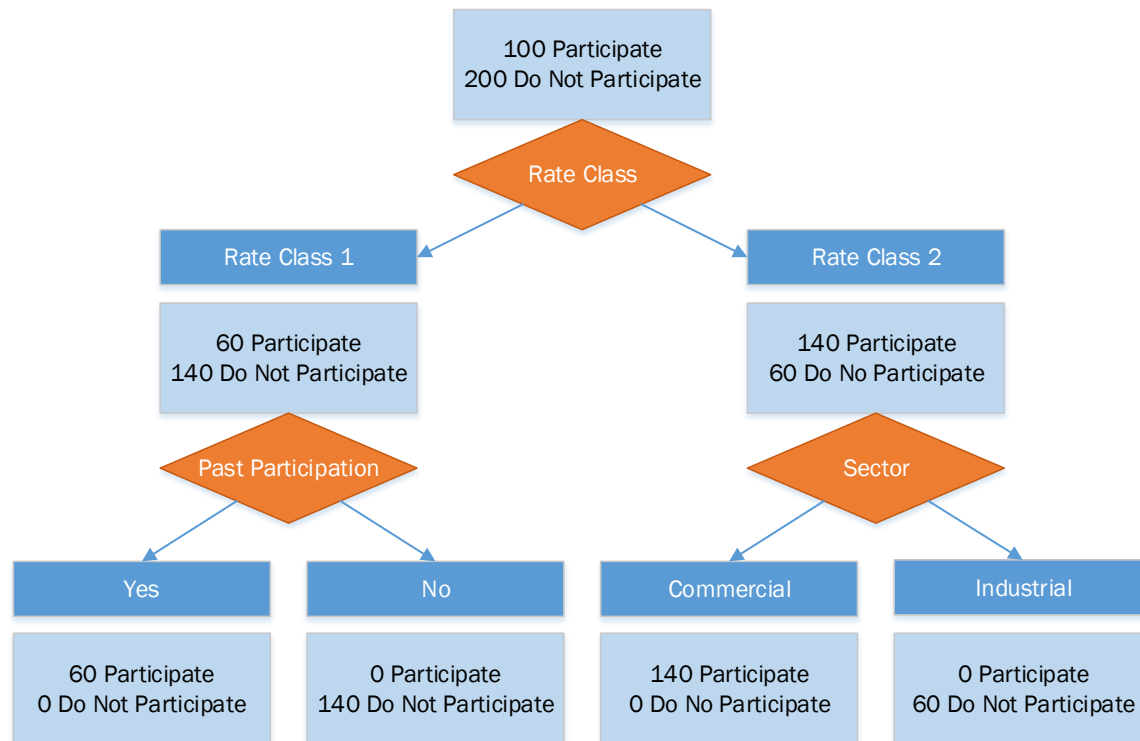 100 Participate
200 Do Not Participate
Rate Class
Rate Class 1
Rate Class 2
60 Participate
140 Do Not Participate
140 Participate
60 Do No Participate
Past Participation
Sector
Yes
No
Commercial
Industrial
60 Participate
0 Do Not Participate
0 Participate
140 Do Not Participate
140 Participate
0 Do No Participate
0 Participate
60 Do Not Participate